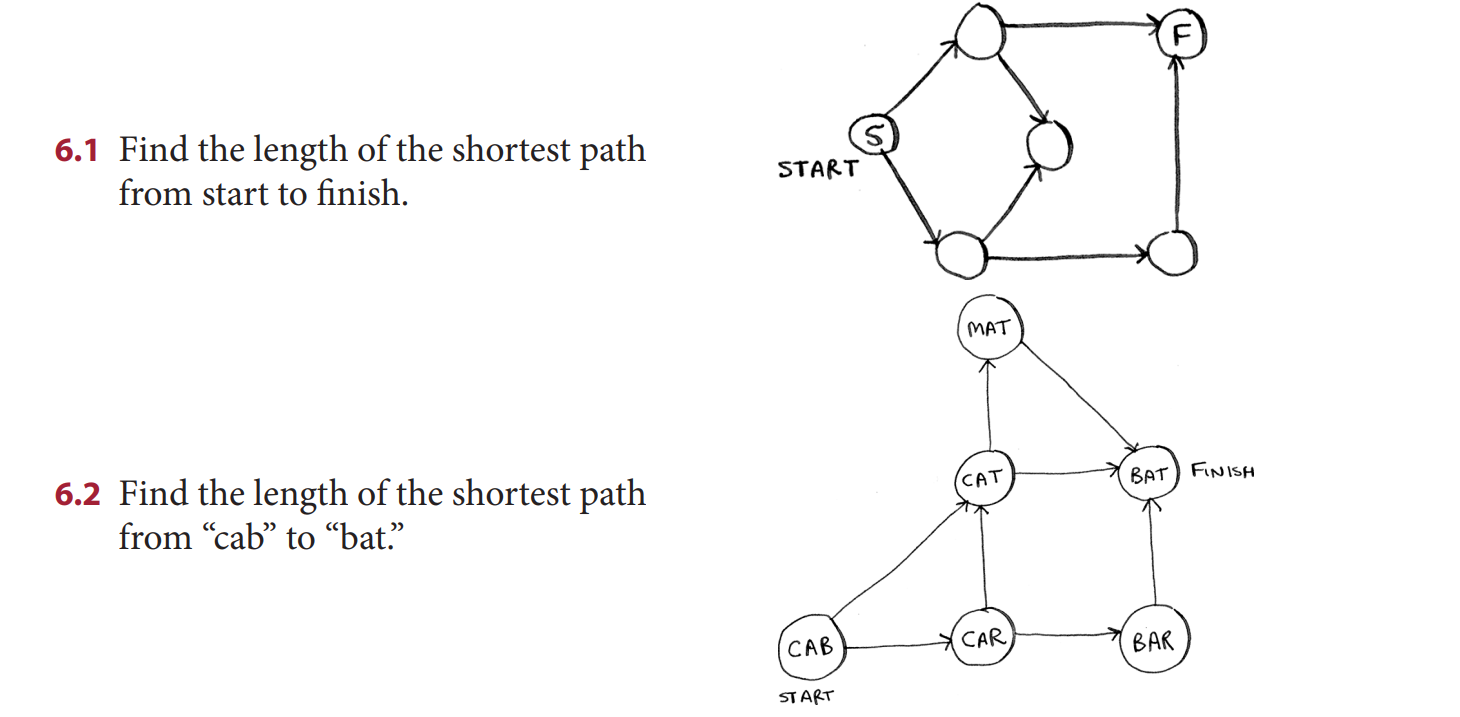 6.1 Find the length of the shortest path
from start to finish.
F
S
START
MAT
CAT
BAT
FINISH
6.2 Find the length of the shortest path
from “cab” to “bat.”
CAB
CAR
BAR
START